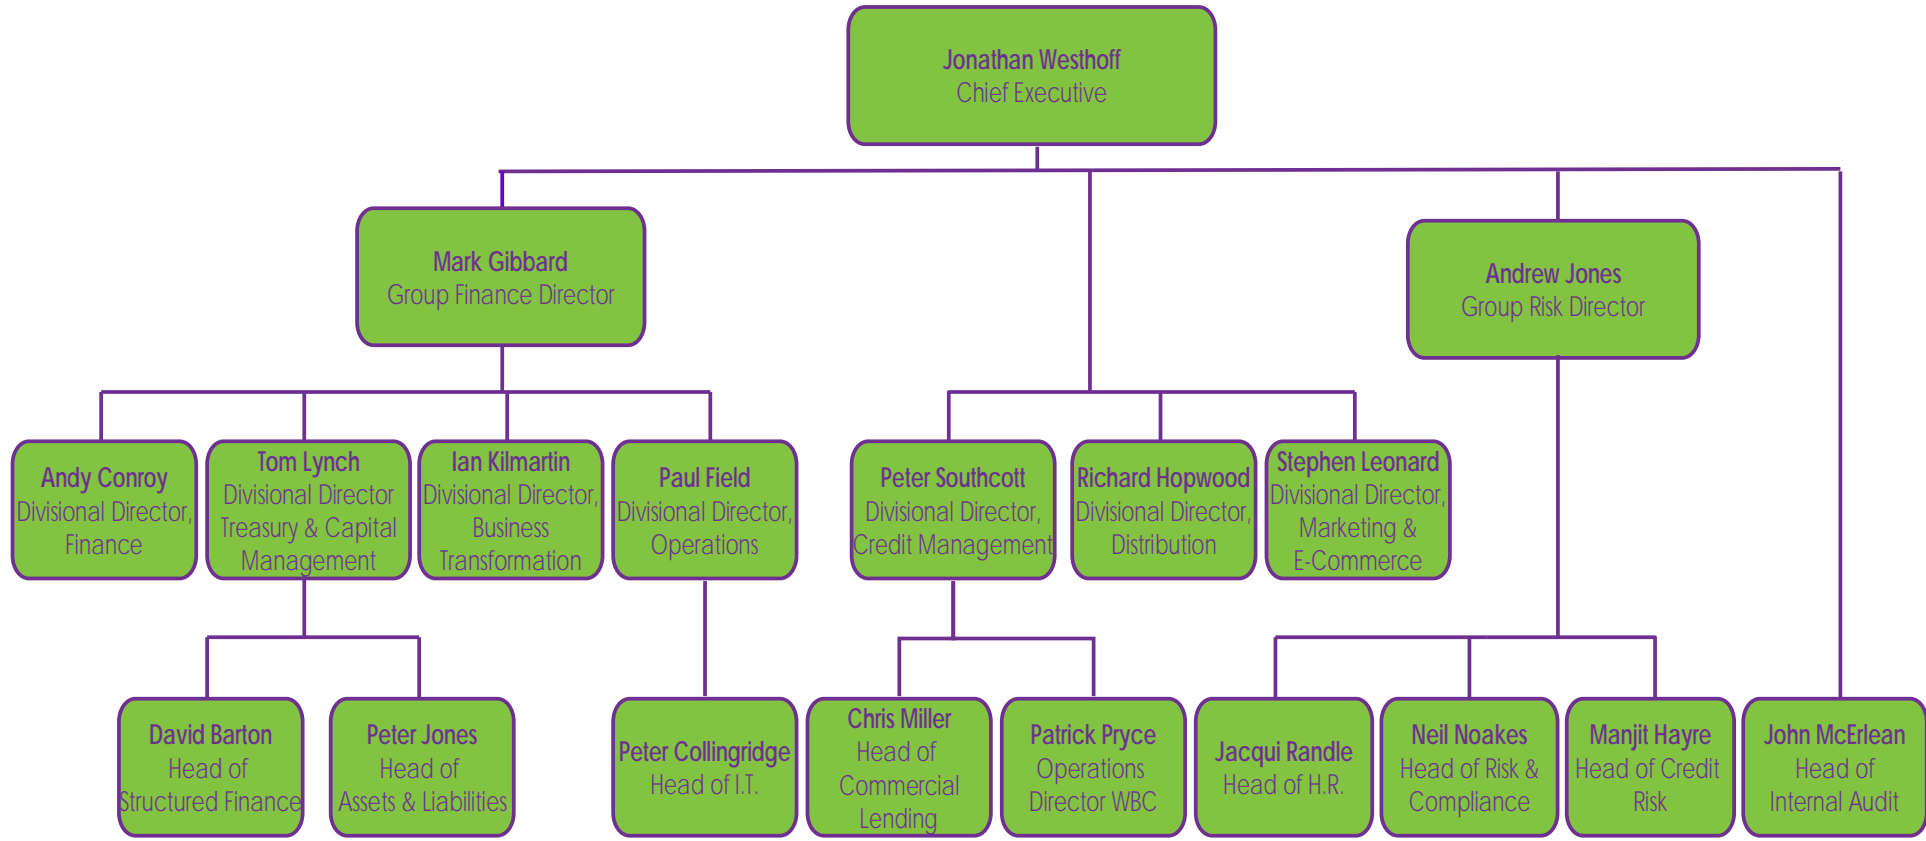 Jonathan Westhoff
Chief Executive
Mark Gibbard
Group Finance Director
Andrew Jones
Group Risk Director
Andy Conroy
Divisional Director,
Finance
Tom Lynch
Divisional Director
Treasury & Capital
Management
Ian Kilmartin
Divisional Director,
Business
Transformation
Paul Field
Divisional Director,
Operations
Peter Southcott
Divisional Director,
Credit Management
Richard Hopwood
Divisional Director,
Distribution
Stephen Leonard
Divisional Director,
Marketing &
E-Commerce
David Barton
Head of
Structured Finance
Peter Jones
Head of
Assets & Liabilities
Peter Collingridge
Head of I.T.
Chris Miller
Head of
Commercial
Lending
Patrick Pryce
Operations
Director WBC
Jacqui Randle
Head of H.R.
Neil Noakes
Head of Risk &
Compliance
Manjit Hayre
Head of Credit
Risk
John McErlean
Head of
Internal Audit